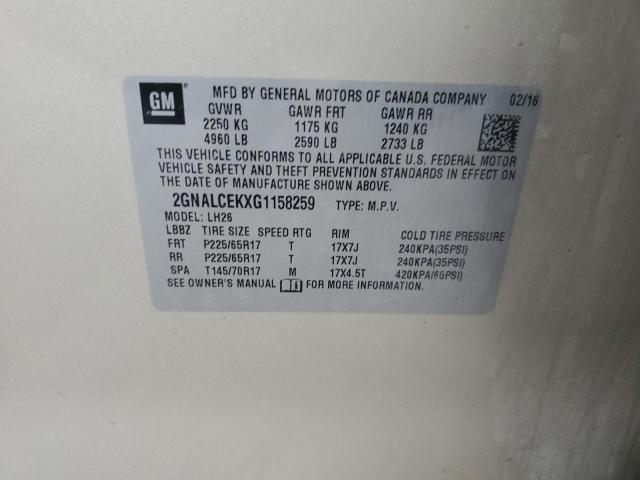 GM
MFD BY GENERAL MOTORS OF CANADA COMPANY 02/16
GVWR GAWR FRT GAWR RR
2250 KG 1175 KG 1240 KG
4960 LB 2590 LB 2733 LB
THIS VEHICLE CONFORMS TO ALL APPLICABLE U.S. FEDERAL MOTOR
VEHICLE SAFETY AND THEFT PREVENTION STANDARDS IN EFFECT ON
THE DATE OF MANUFACTURE SHOWN ABOVE.
2GNALCEKXG1158259 TYPE: M.P.V.
MODEL: LH26
LBBZ TIRE SIZE SPEED RTG RIM COLD TIRE PRESSURE
FRT P225/65R17 T 17X7J 240KPA(35PSI)
RR P225/65R17 T 17X7J 240KPA(35PSI)
SPA T145/70R17 M 17X4.5T 420KPA(60PSI)
SEE OWNER'S MANUAL FOR MORE INFORMATION.